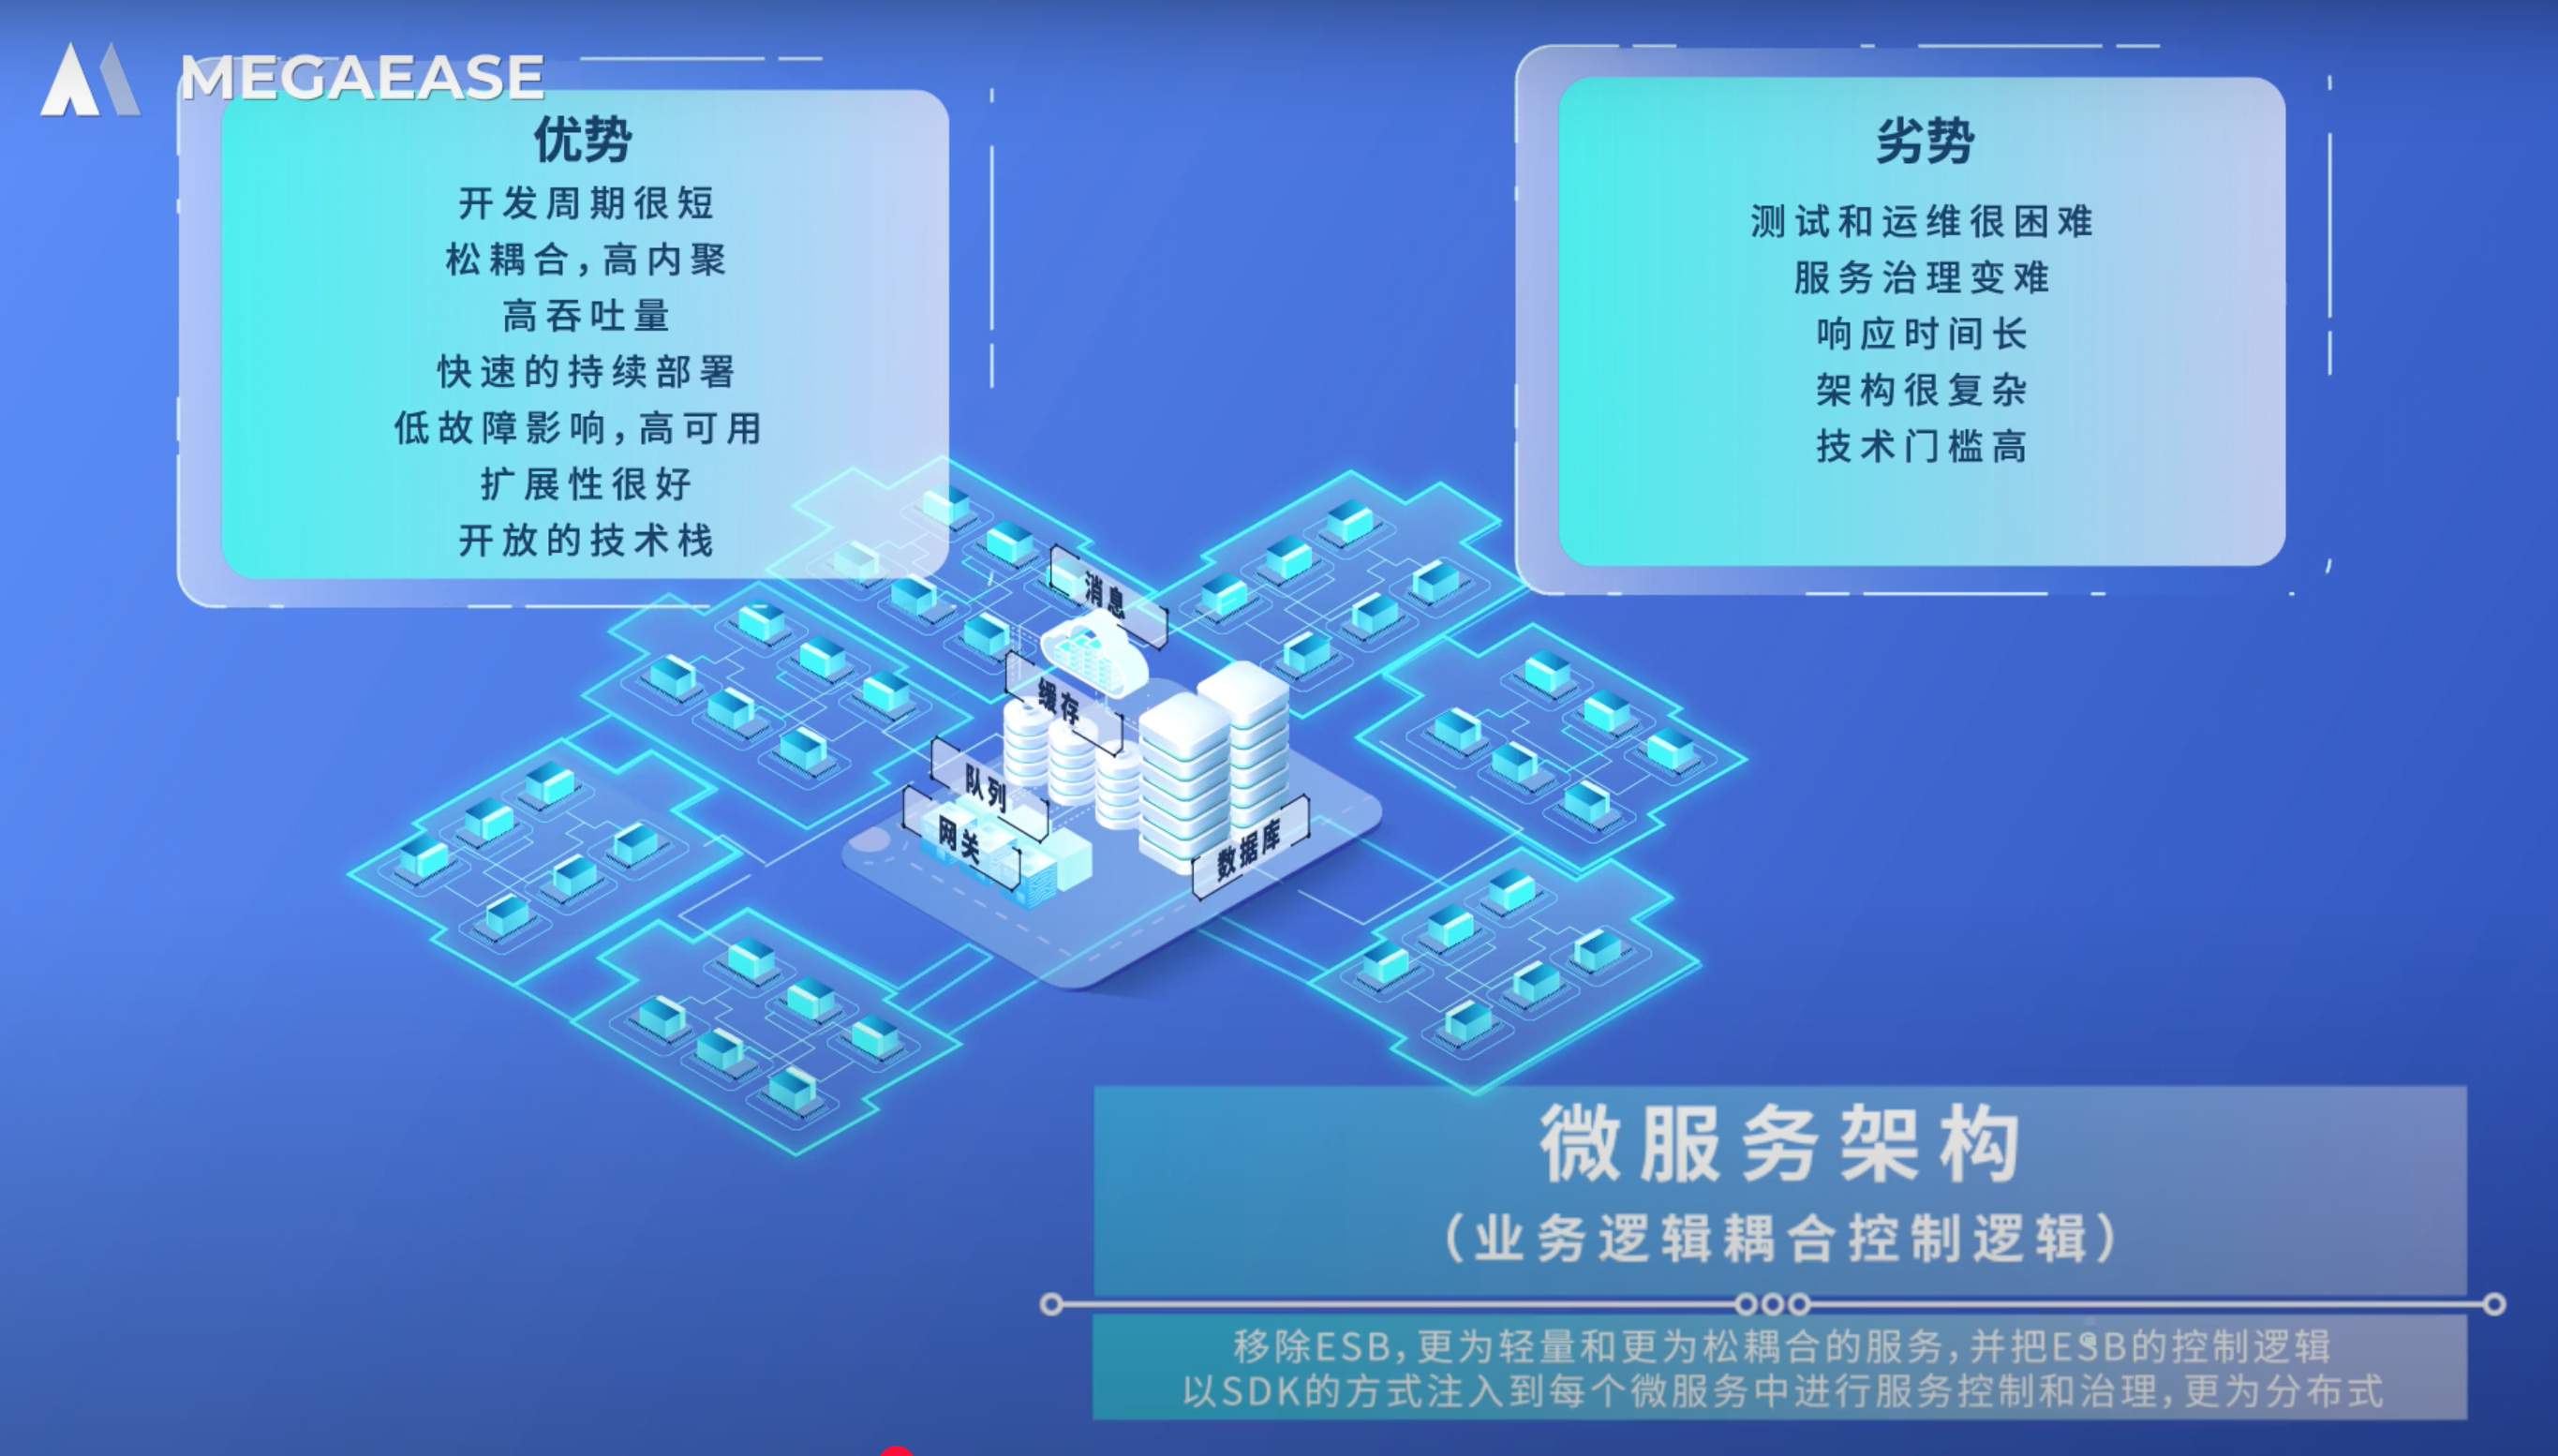 MEGAEASE
优势
开发周期很短
松耦合,高内聚
高吞吐量
快速的持续部署
低故障影响,高可用
扩展性很好
开放的技术栈
劣势
测试和运维很困难
服务治理变难
响应时间长
架构很复杂
技术门槛高
消息
缓存
队列
网关
数据库
微服务架构
(业务逻辑耦合控制逻辑)
移除ESB,更为轻量和更为松耦合的服务,并把ESB的控制逻辑
以SDK的方式注入到每个微服务中进行服务控制和治理,更为分布式